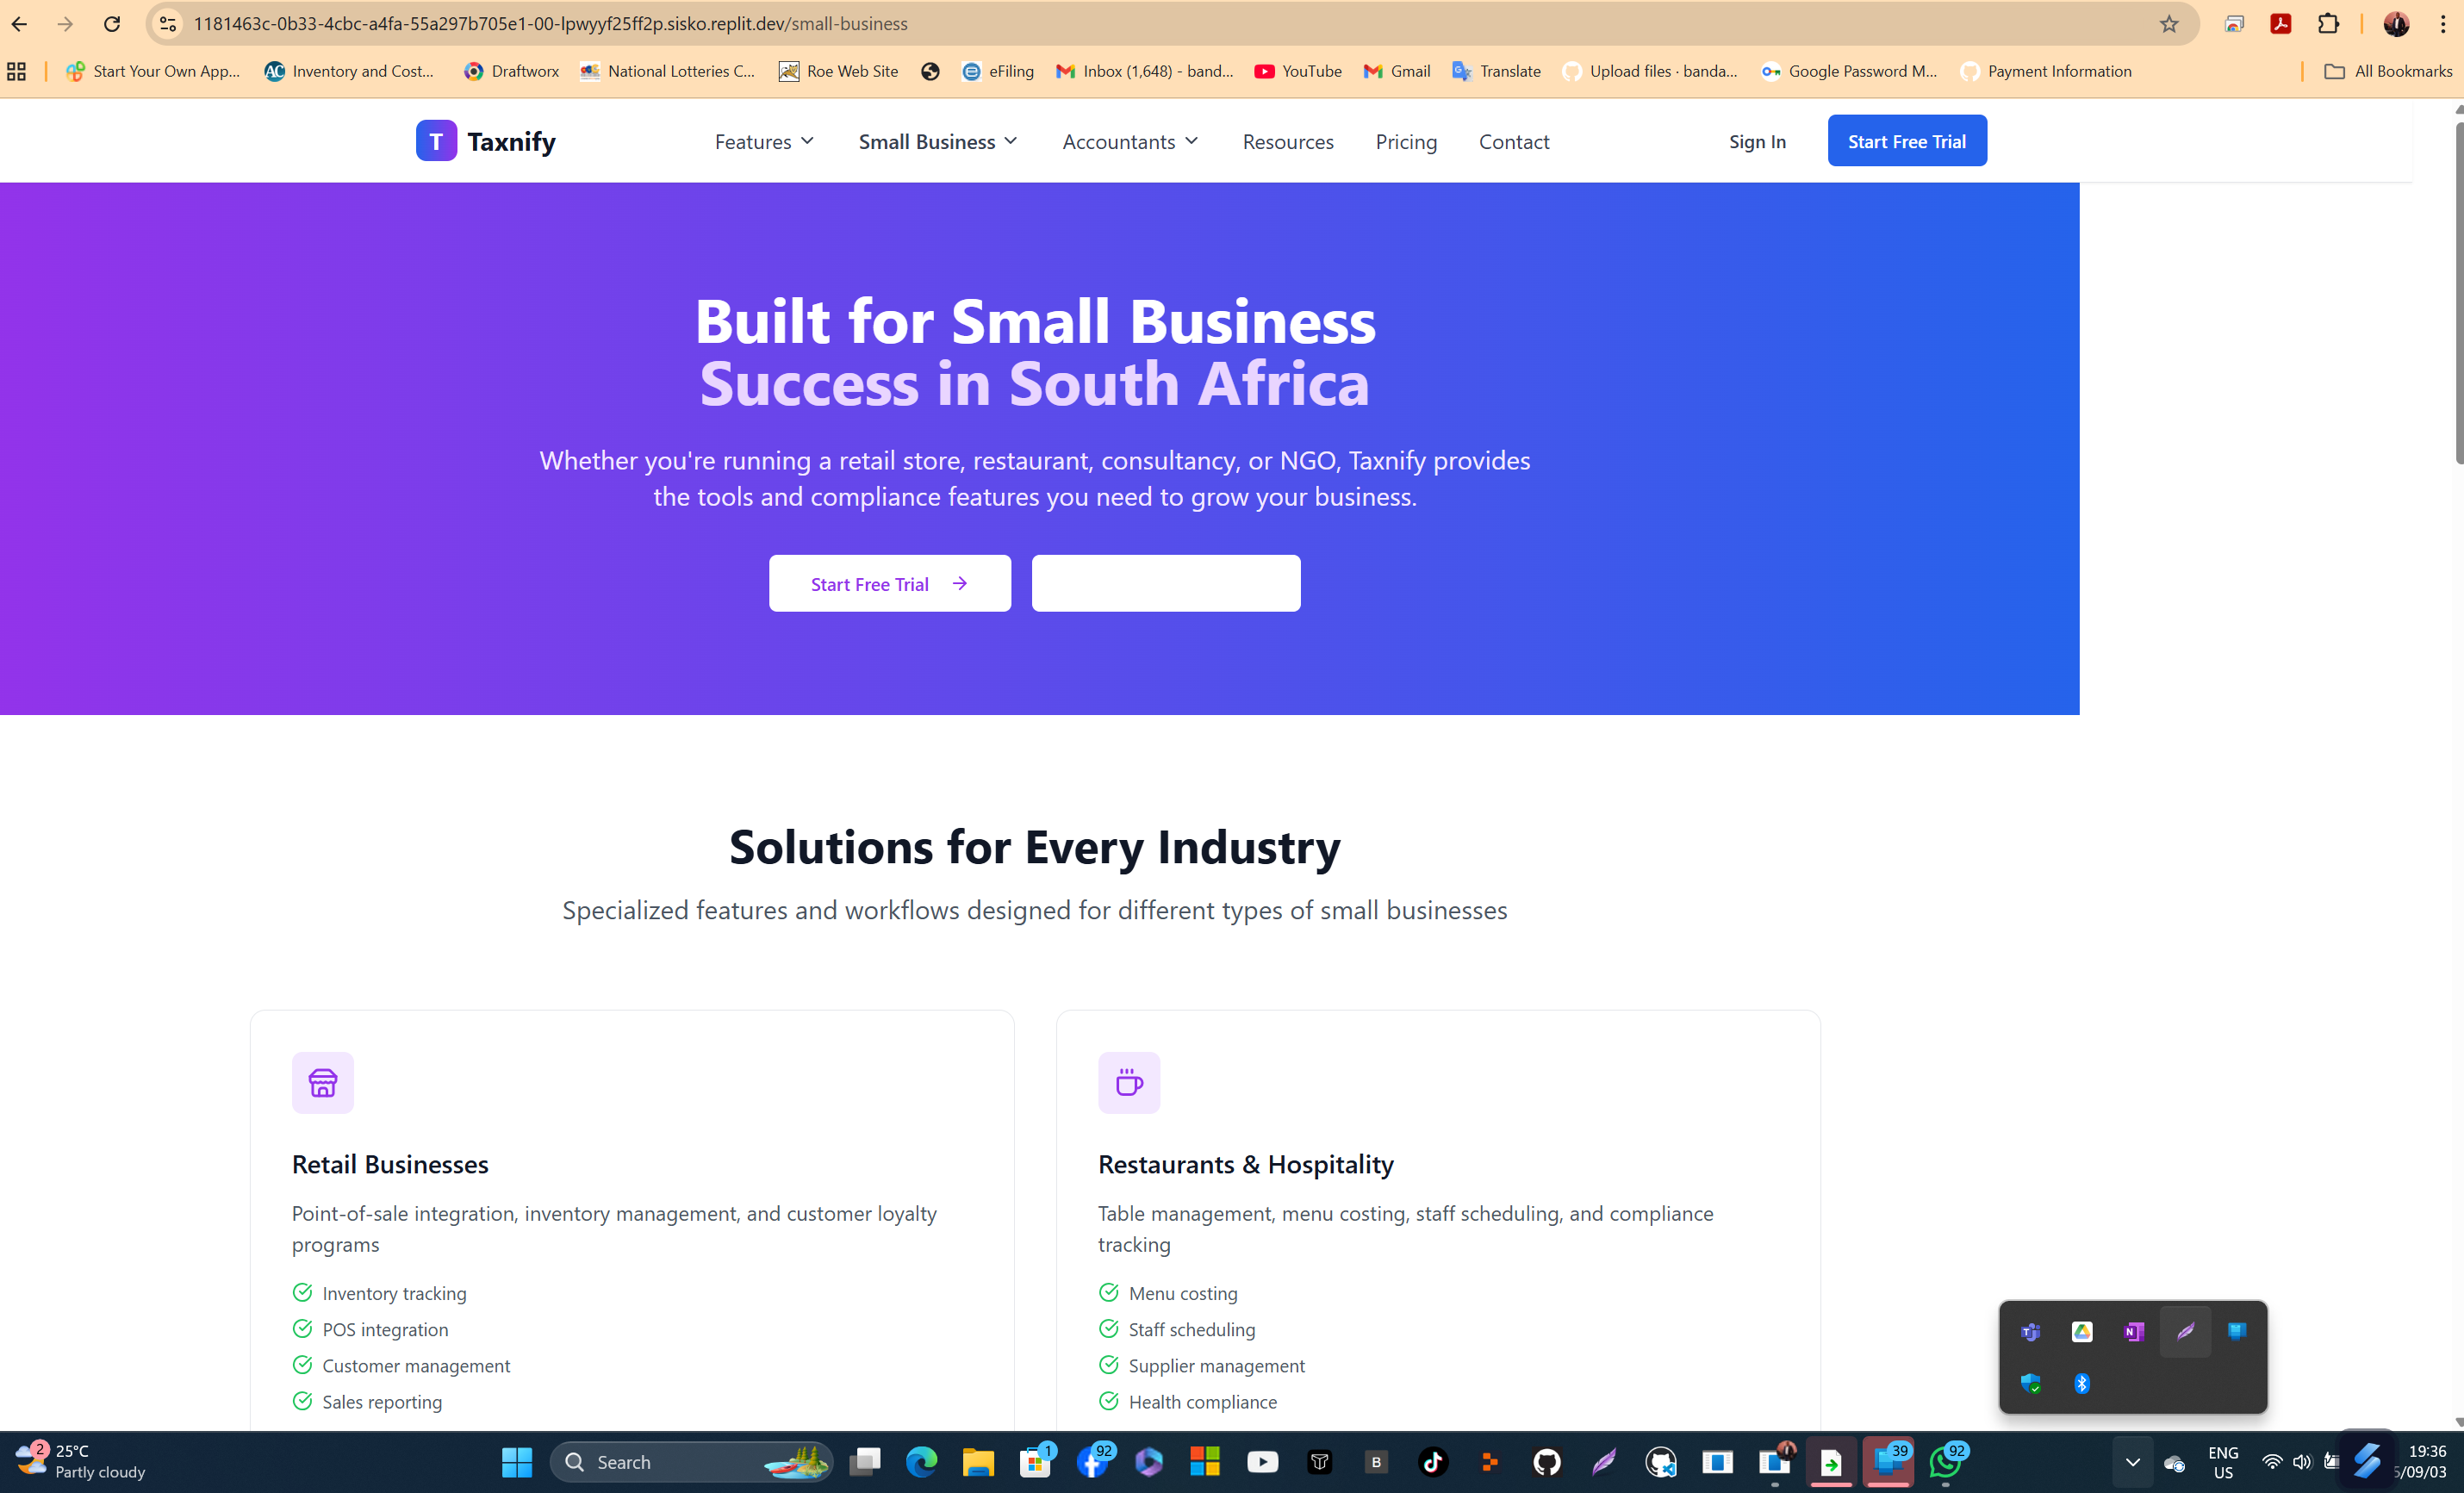 1181463c-0b33-4cbc-a4fa-55a297b705e1-00-lpwyyf25ff2p.sisko.replit.dev/small-business
Start Your Own App...
Inventory and Cost...
Draftworx
National Lotteries C...
Roe Web Site
eFiling
Inbox (1,648) - band...
YouTube
Gmail
Translate
Upload files · banda...
Google Password M...
Payment Information
All Bookmarks
T Taxnify
Features
Small Business
Accountants
Resources
Pricing
Contact
Sign In
Start Free Trial
Built for Small Business
Success in South Africa
Whether you're running a retail store, restaurant, consultancy, or NGO, Taxnify provides
the tools and compliance features you need to grow your business.
Start Free Trial
Solutions for Every Industry
Specialized features and workflows designed for different types of small businesses
Retail Businesses
Point-of-sale integration, inventory management, and customer loyalty
programs
Inventory tracking
POS integration
Customer management
Sales reporting
Restaurants & Hospitality
Table management, menu costing, staff scheduling, and compliance
tracking
Menu costing
Staff scheduling
Supplier management
Health compliance
2
25°C
Partly cloudy
Search
1
92
B
39
92
ENG
US
19:36
5/09/03